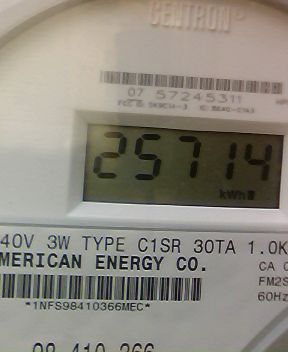 CENTRON
07 57245311
25714
kWh
40V 3W TYPE C1SR 30TA 1.0K
MERICAN ENERGY CO.
CA 0
FM2S
60Hz
*1NFS98410366MEC*
98 410 366